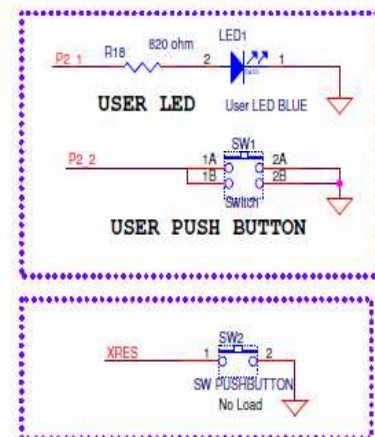 LED1
P2_1 R18 820 ohm 2 1
USER LED User LED BLUE
SW1
P2_2 1A 2A
1B 2B
Switch
USER PUSH BUTTON
SW2
XRES 1 2
SW PUSHBUTTON
No Load